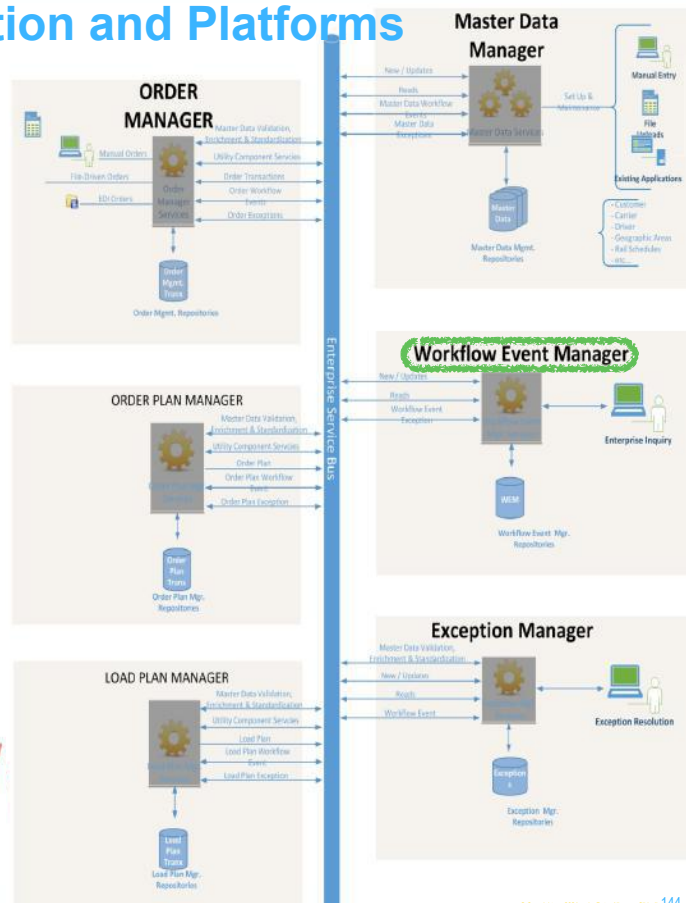 tion and Platforms
ORDER
MANAGER
Manual Orders
File Driven Orders
EDI Orders
Order
Manager
Services
Master Data Validation,
Enrichment & Standardization
Utility Component Services
Order Transactions
Order Workflow
Events
Order Exceptions
Order
Mgmt.
Trans
Order Mgmt. Repositories
ORDER PLAN MANAGER
Master Data Validation,
Enrichment & Standardization
Utility Component Services
Order Plan
Order Plan Workflow
Event
Order Plan Exception
Order
Plan
Trans
Order Plan Mgr.
Repositories
LOAD PLAN MANAGER
Master Data Validation,
Enrichment & Standardization
Utility Component Services
Load Plan
Load Plan Workflow
Event
Load Plan Exception
Load
Plan
Trans
Load Plan Mgr.
Repositories
Enterprise Service Bus
Master Data
Manager
New / Updates
Reads
Master Data Workflow
Events
Master Data
Exceptions
Master Data Services
Set Up &
Maintenance
Manual Entry
File
Uploads
Existing Applications
- Customer
- Carrier
- Driver
- Geographic Areas
- Rail Schedules
- etc...
Master
Data
Master Data Mgmt.
Repositories
Workflow Event Manager
New / Updates
Reads
Workflow Event
Exception
Enterprise Inquiry
WEM
Workflow Event Mgr.
Repositories
Exception Manager
Master Data Validation,
Enrichment & Standardization
New / Updates
Reads
Workflow Event
Exception Resolution
Exception
s
Exception Mgr.
Repositories
144